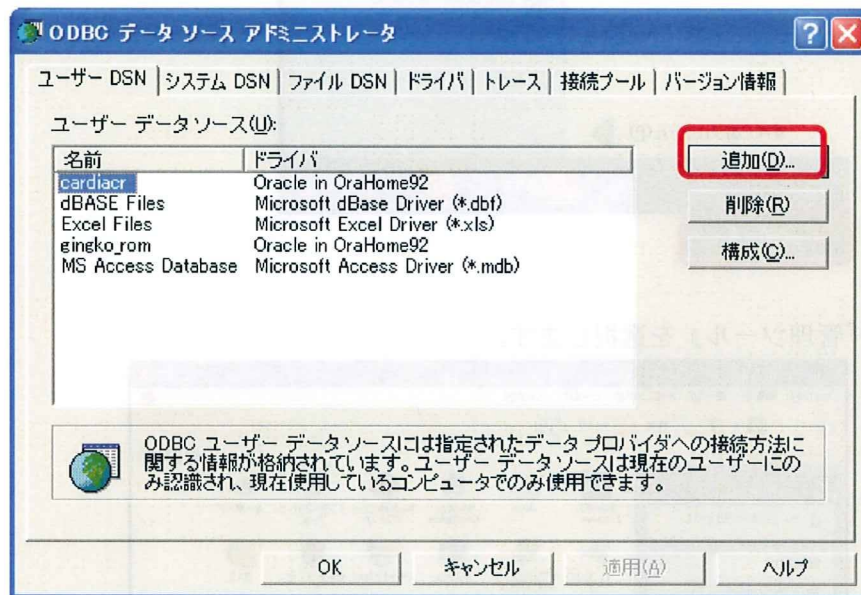 ODBC データ ソース アドミニストレータ
ユーザー DSN システム DSN ファイル DSN ドライバ トレース 接続プール バージョン情報
ユーザー データ ソース(U):
名前 ドライバ
追加(D)...
cardiacr Oracle in OraHome92
dBASE Files Microsoft dBase Driver (*.dbf)
削除(R)
Excel Files Microsoft Excel Driver (*.xls)
gingko_rom Oracle in OraHome92
構成(C)...
MS Access Database Microsoft Access Driver (*.mdb)
ODBC ユーザー データ ソースには指定されたデータ プロバイダへの接続方法に
関する情報が格納されています。ユーザー データ ソースは現在のユーザーにの
み認識され、現在使用しているコンピュータでのみ使用できます。
OK キャンセル 適用(A) ヘルプ